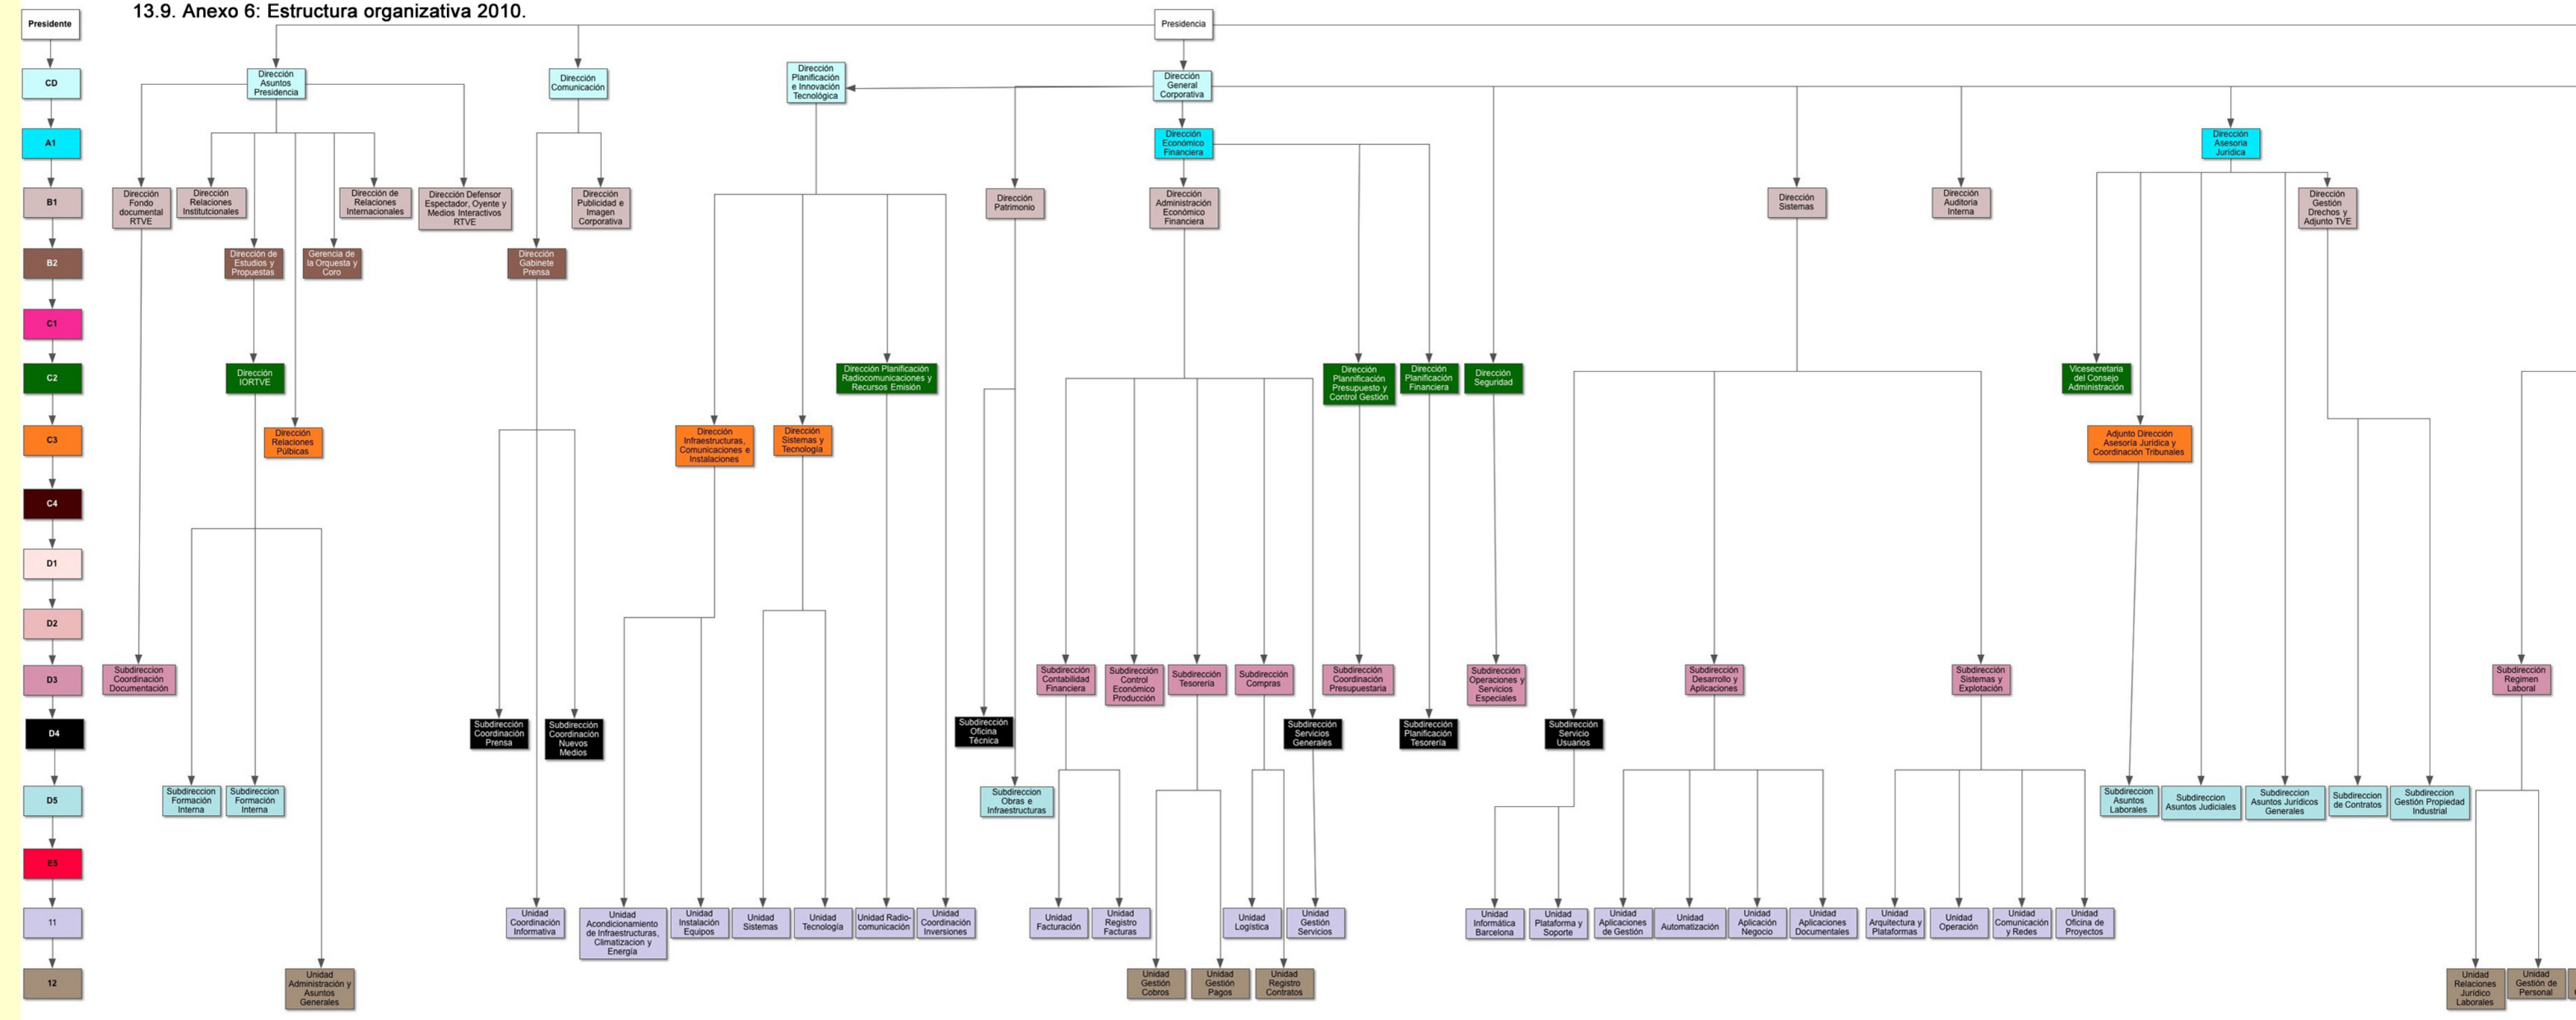 13.9. Anexo 6: Estructura organizativa 2010.
Presidente
Presidencia
CD
Dirección
Asuntos
Presidencia
Dirección
Comunicación
Dirección
Planificación
e Innovación
Tecnológica
Dirección
General
Corporativa
A1
Dirección
Económico
Financiera
Dirección
Asesoria
Jurídica
B1
Dirección
Fondo
documental
RTVE
Dirección
Relaciones
Institutcionales
Dirección de
Relaciones
Internacionales
Dirección Defensor
Espectador, Oyente y
Medios Interactivos
RTVE
Dirección
Publicidad e
Imagen
Corporativa
Dirección
Patrimonio
Dirección
Administración
Económico
Financiera
Dirección
Sistemas
Dirección
Auditoria
Interna
Dirección
Gestión
Drechos y
Adjunto TVE
B2
Dirección de
Estudios y
Propuestas
Gerencia de
la Orquesta y
Coro
Dirección
Gabinete
Prensa
C1
C2
Dirección
IORTVE
Dirección Planificación
Radiocomunicaciones y
Recursos Emisión
Dirección
Plannificación
Presupuesto y
Control Gestión
Dirección
Planificación
Financiera
Dirección
Seguridad
Vicesecretaria
del Consejo
Administración
C3
Dirección
Relaciones
Púlbicas
Dirección
Infraestructuras,
Comunicaciones e
Instalaciones
Dirección
Sistemas y
Tecnología
Adjunto Dirección
Asesoría Jurídica y
Coordinación Tribunales
C4
D1
D2
D3
Subdireccion
Coordinación
Documentación
Subdirección
Contabilidad
Financiera
Subdirección
Control
Económico
Producción
Subdirección
Tesorería
Subdirección
Compras
Subdirección
Coordinación
Presupuestaria
Subdirección
Operaciones y
Servicios
Especiales
Subdirección
Desarrollo y
Aplicaciones
Subdirección
Sistemas y
Explotación
Subdirección
Regimen
Laboral
D4
Subdirección
Coordinación
Prensa
Subdirección
Coordinación
Nuevos
Medios
Subdirección
Oficina
Técnica
Subdirección
Servicios
Generales
Subdirección
Planificación
Tesorería
Subdirección
Servicio
Usuarios
D5
Subdireccion
Formación
Interna
Subdireccion
Formación
Interna
Subdireccion
Obras e
Infraestructuras
Subdireccion
Asuntos
Laborales
Subdireccion
Asuntos Judiciales
Subdireccion
Asuntos Jurídicos
Generales
Subdireccion
de Contratos
Subdireccion
Gestión Propiedad
Industrial
E5
11
Unidad
Coordinación
Informativa
Unidad
Acondicionamiento
de Infraestructuras,
Climatizacion y
Energía
Unidad
Instalación
Equipos
Unidad
Sistemas
Unidad
Tecnología
Unidad Radio-
comunicación
Unidad
Coordinación
Inversiones
Unidad
Facturación
Unidad
Registro
Facturas
Unidad
Logística
Unidad
Gestión
Servicios
Unidad
Informática
Barcelona
Unidad
Plataforma y
Soporte
Unidad
Aplicaciones
de Gestión
Unidad
Automatización
Unidad
Aplicación
Negocio
Unidad
Aplicaciones
Documentales
Unidad
Arquitectura y
Plataformas
Unidad
Operación
Unidad
Comunicación
y Redes
Unidad
Oficina de
Proyectos
12
Unidad
Administración y
Asuntos
Generales
Unidad
Gestión
Cobros
Unidad
Gestión
Pagos
Unidad
Registro
Contratos
Unidad
Relaciones
Jurídico
Laborales
Unidad
Gestión de
Personal